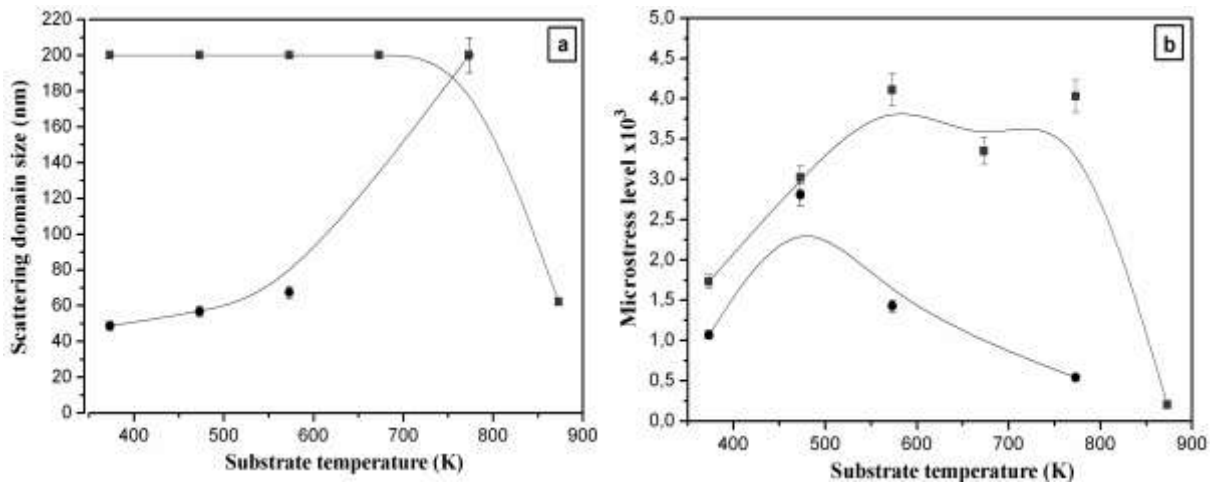 220
200
180
160
140
120
100
80
60
40
20
0
Scattering domain size (nm)
a
400 500 600 700 800 900
Substrate temperature (K)
5,0
4,5
4,0
3,5
3,0
2,5
2,0
1,5
1,0
0,5
0,0
Microstress level x10³
b
400 500 600 700 800 900
Substrate temperature (K)